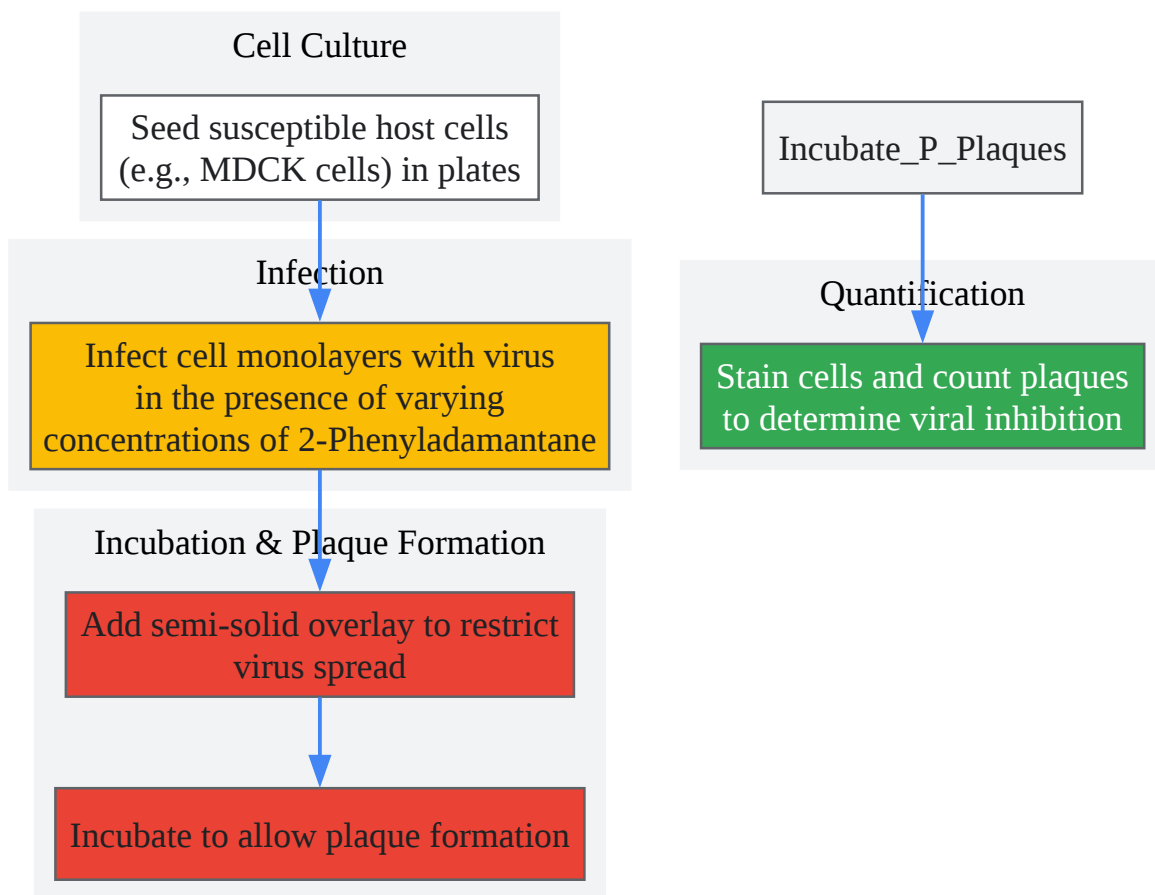 Cell Culture
Seed susceptible host cells
(e.g., MDCK cells) in plates
Infection
Infect cell monolayers with virus
in the presence of varying
concentrations of 2-Phenyladamantane
Incubation & Plaque Formation
Add semi-solid overlay to restrict
virus spread
Incubate to allow plaque formation
Incubate_P_Plaques
Quantification
Stain cells and count plaques
to determine viral inhibition